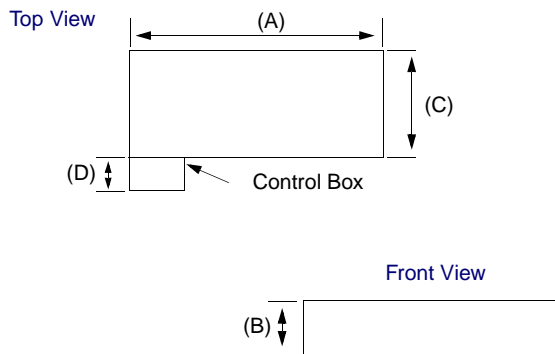 Top View
(A)
(C)
(D)
Control Box
Front View
(B)